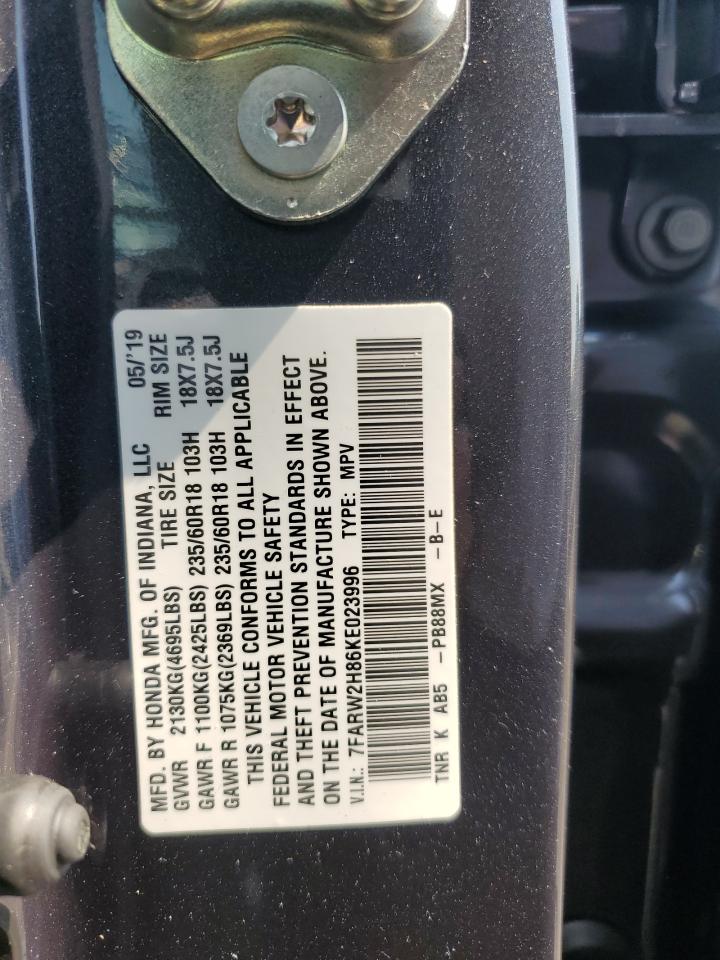 MFD. BY HONDA MFG. OF INDIANA, LLC 05/'19
GVWR 2130KG(4695LBS) TIRE SIZE RIM SIZE
GAWR F 1100KG(2425LBS) 235/60R18 103H 18X7.5J
GAWR R 1075KG(2369LBS) 235/60R18 103H 18X7.5J
THIS VEHICLE CONFORMS TO ALL APPLICABLE
FEDERAL MOTOR VEHICLE SAFETY
AND THEFT PREVENTION STANDARDS IN EFFECT
ON THE DATE OF MANUFACTURE SHOWN ABOVE.
V.I.N.: 7FARW2H86KE023996 TYPE: MPV
TNR K AB5 -PB88MX -B-E